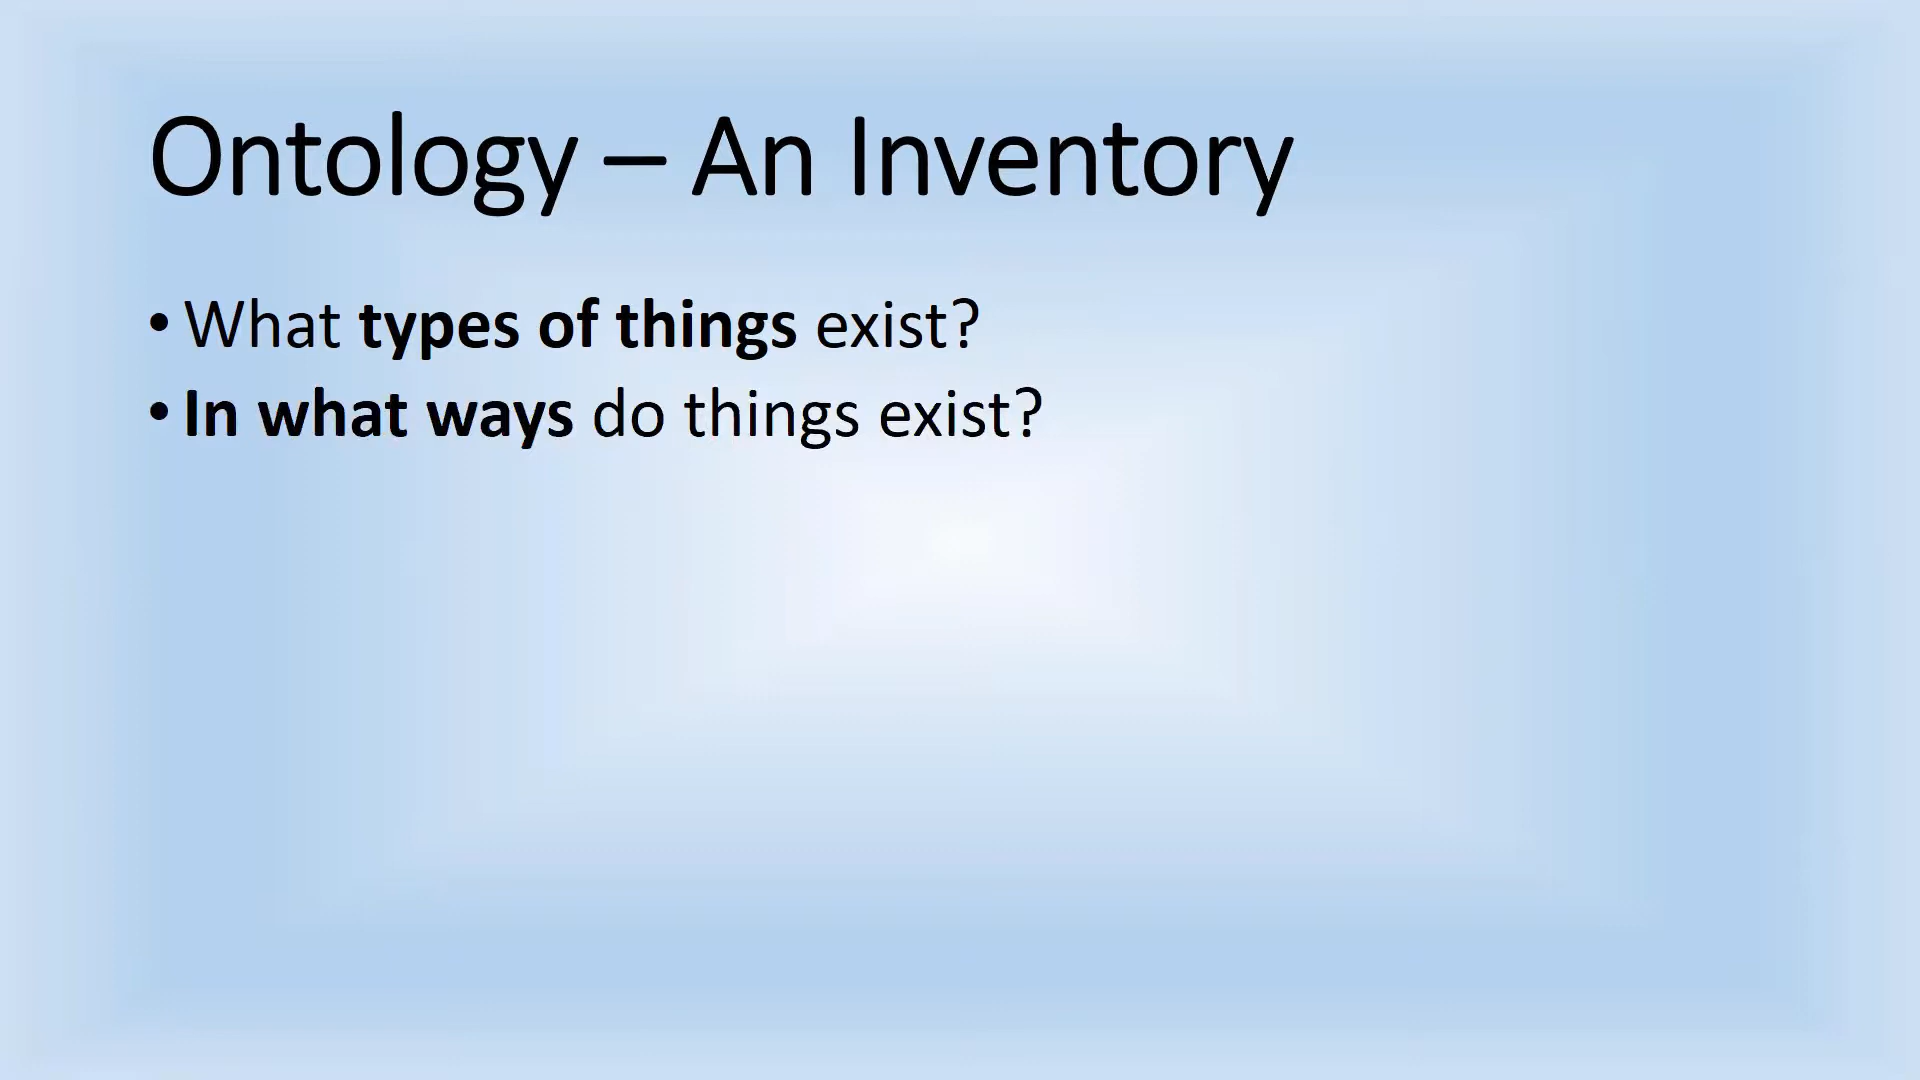 Ontology – An Inventory
• What types of things exist?
• In what ways do things exist?